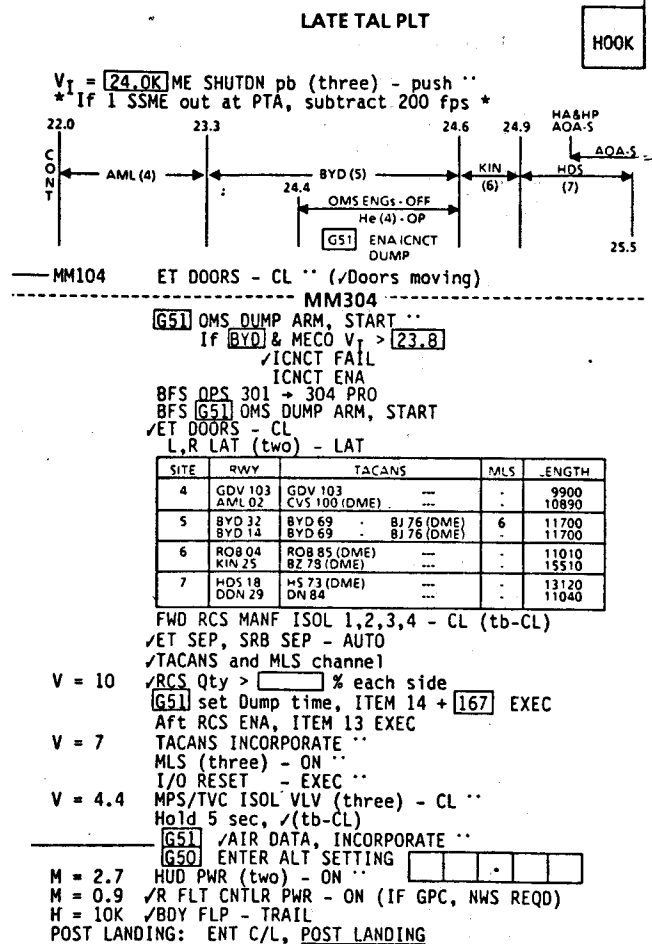 LATE TAL PLT
HOOK
VI = 24.0K ME SHUTDN pb (three) - push ¨
* If 1 SSME out at PTA, subtract 200 fps *
22.0 23.3 24.6 24.9 HA&HP AOA-S
CONT
AML (4) BYD (5) KIN (6) HDS (7) AOA-S
24.4 OMS ENGs - OFF
He (4) - OP
G51 ENA ICNCT DUMP
25.5
MM104 ET DOORS - CL ¨ (✓Doors moving)
MM304
G51 OMS DUMP ARM, START ¨
If BYD & MECO VI > 23.8
✓ICNCT FAIL
ICNCT ENA
BFS OPS 301 → 304 PRO
BFS G51 OMS DUMP ARM, START
✓ET DOORS - CL
L,R LAT (two) - LAT
SITE RWY TACANS MLS LENGTH
4 GDV 103 GDV 103 --- - 9900
AML 02 CVS 100 (DME) --- - 10890
5 BYD 32 BYD 69 - BJ 76 (DME) 6 11700
BYD 14 BYD 69 - BJ 76 (DME) - 11700
6 ROB 04 ROB 85 (DME) --- - 11010
KIN 25 BZ 78 (DME) --- - 15510
7 HDS 18 HS 73 (DME) --- - 13120
DDN 29 DN 84 --- - 11040
FWD RCS MANF ISOL 1,2,3,4 - CL (tb-CL)
✓ET SEP, SRB SEP - AUTO
✓TACANS and MLS channel
V = 10 ✓RCS Qty > % each side
G51 set Dump time, ITEM 14 + 167 EXEC
Aft RCS ENA, ITEM 13 EXEC
V = 7 TACANS INCORPORATE ¨
MLS (three) - ON ¨
I/O RESET - EXEC ¨
V = 4.4 MPS/TVC ISOL VLV (three) - CL ¨
Hold 5 sec, ✓(tb-CL)
G51 ✓AIR DATA, INCORPORATE ¨
G50 ENTER ALT SETTING .
M = 2.7 HUD PWR (two) - ON ¨
M = 0.9 ✓R FLT CNTLR PWR - ON (IF GPC, NWS REQD)
H = 10K ✓BDY FLP - TRAIL
POST LANDING: ENT C/L, POST LANDING